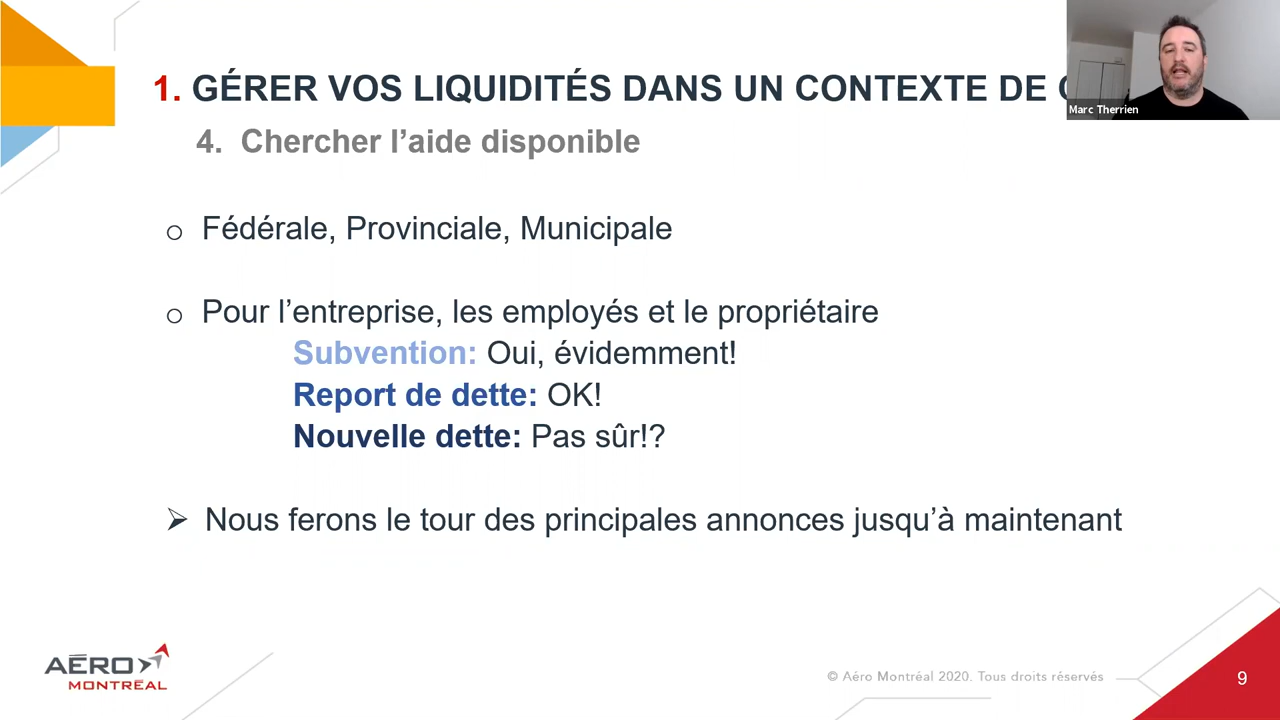 1. GÉRER VOS LIQUIDITÉS DANS UN CONTEXTE DE
Marc Therrien
4. Chercher l’aide disponible
o Fédérale, Provinciale, Municipale
o Pour l’entreprise, les employés et le propriétaire
Subvention: Oui, évidemment!
Report de dette: OK!
Nouvelle dette: Pas sûr!?
➢ Nous ferons le tour des principales annonces jusqu’à maintenant
AÉRO
MONTRÉAL
© Aéro Montréal 2020. Tous droits réservés
9